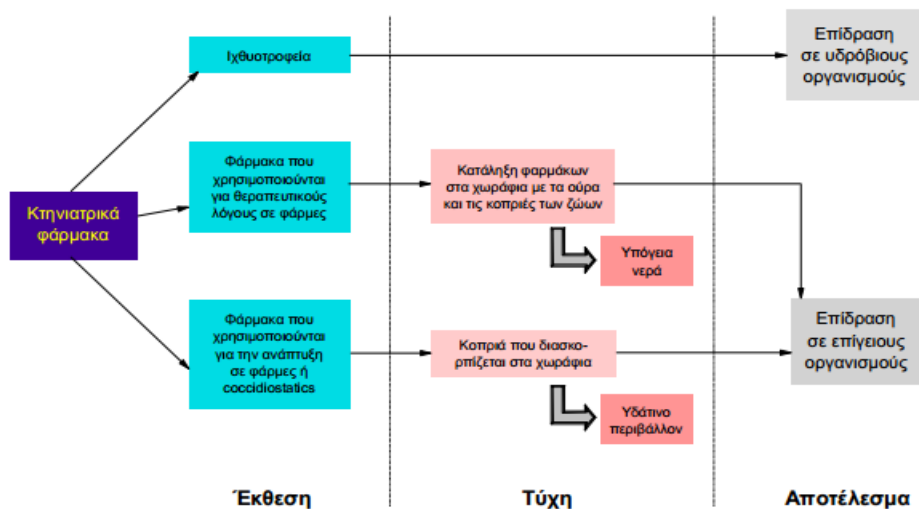 Ιχθυοτροφεία
Επίδραση
σε υδρόβιους
οργανισμούς
Κτηνιατρικά
φάρμακα
Φάρμακα που
χρησιμοποιούνται
για θεραπευτικούς
λόγους σε φάρμες
Κατάληξη φαρμάκων
στα χωράφια με τα ούρα
και τις κοπριές των ζώων
Υπόγεια
νερά
Φάρμακα που
χρησιμοποιούνται
για την ανάπτυξη
σε φάρμες ή
coccidiostatics
Κοπριά που διασκο-
ρπίζεται στα χωράφια
Επίδραση
σε επίγειους
οργανισμούς
Υδάτινο
περιβάλλον
Έκθεση
Τύχη
Αποτέλεσμα